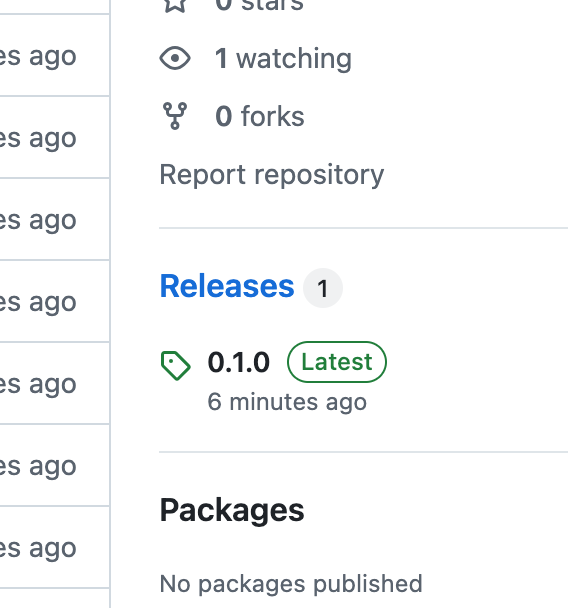 0 stars
1 watching
0 forks
Report repository
Releases 1
0.1.0 Latest
6 minutes ago
Packages
No packages published
es ago
es ago
es ago
es ago
es ago
es ago
es ago